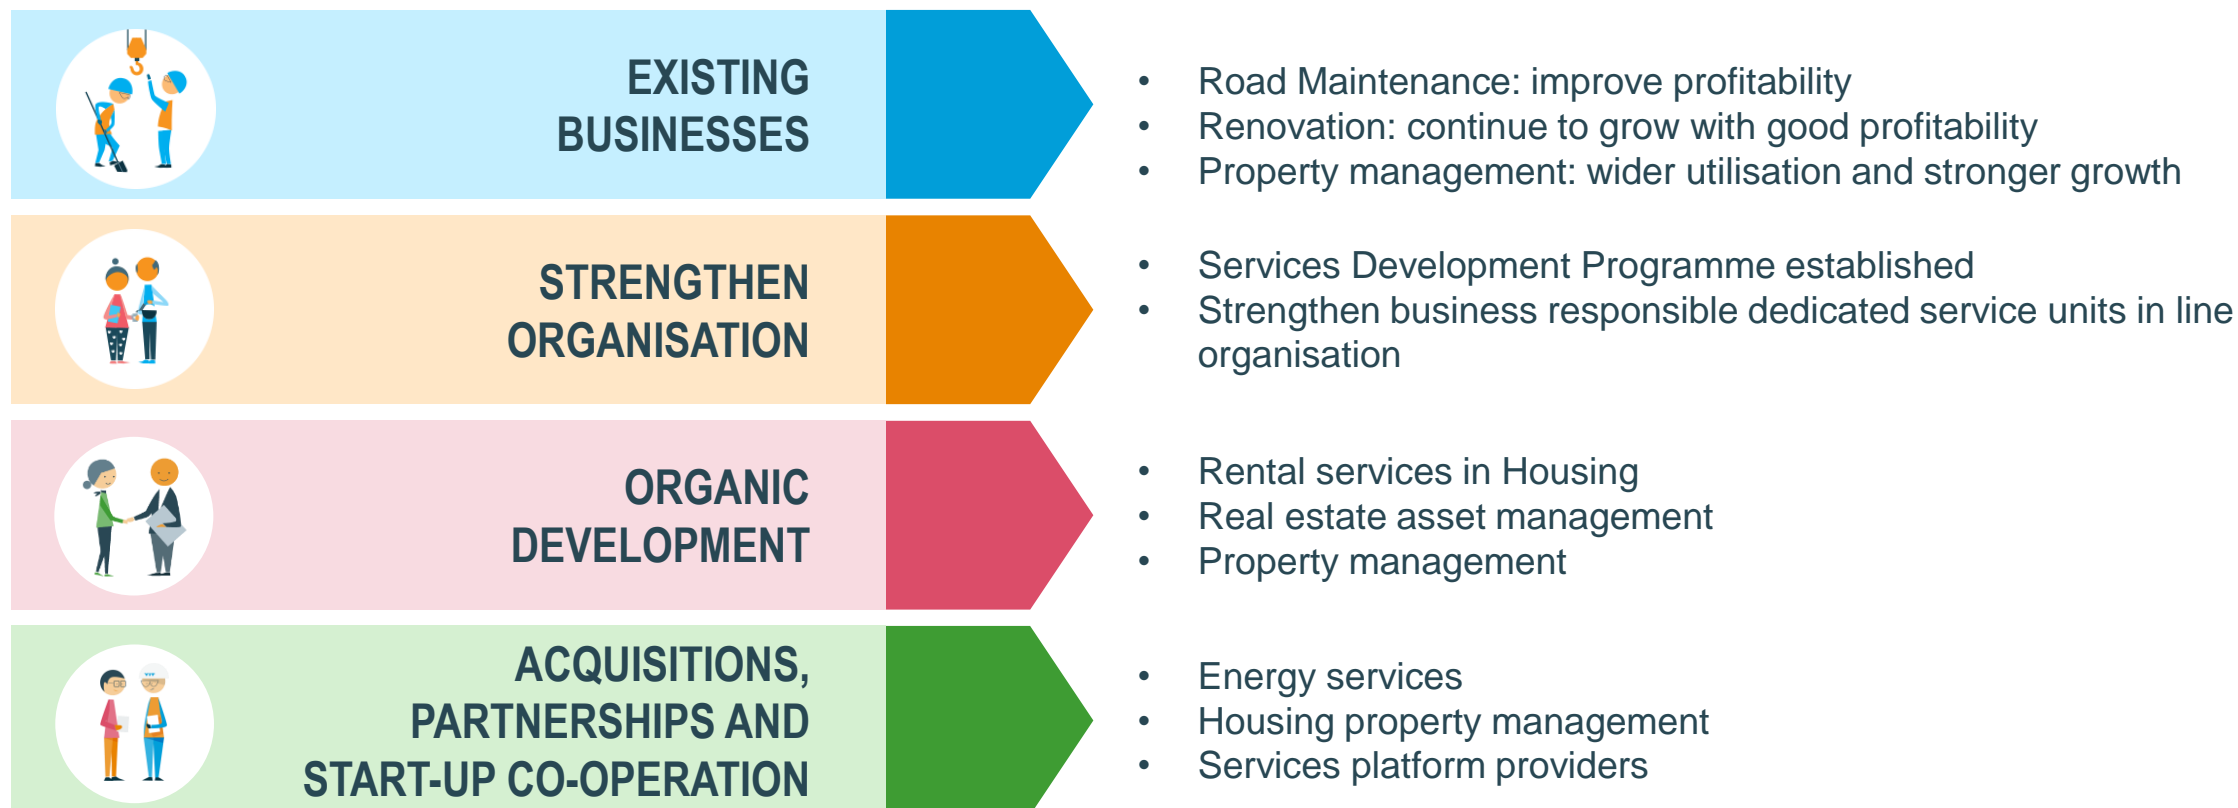 EXISTING
BUSINESSES
• Road Maintenance: improve profitability
• Renovation: continue to grow with good profitability
• Property management: wider utilisation and stronger growth
STRENGTHEN
ORGANISATION
• Services Development Programme established
• Strengthen business responsible dedicated service units in line
organisation
ORGANIC
DEVELOPMENT
• Rental services in Housing
• Real estate asset management
• Property management
ACQUISITIONS,
PARTNERSHIPS AND
START-UP CO-OPERATION
• Energy services
• Housing property management
• Services platform providers